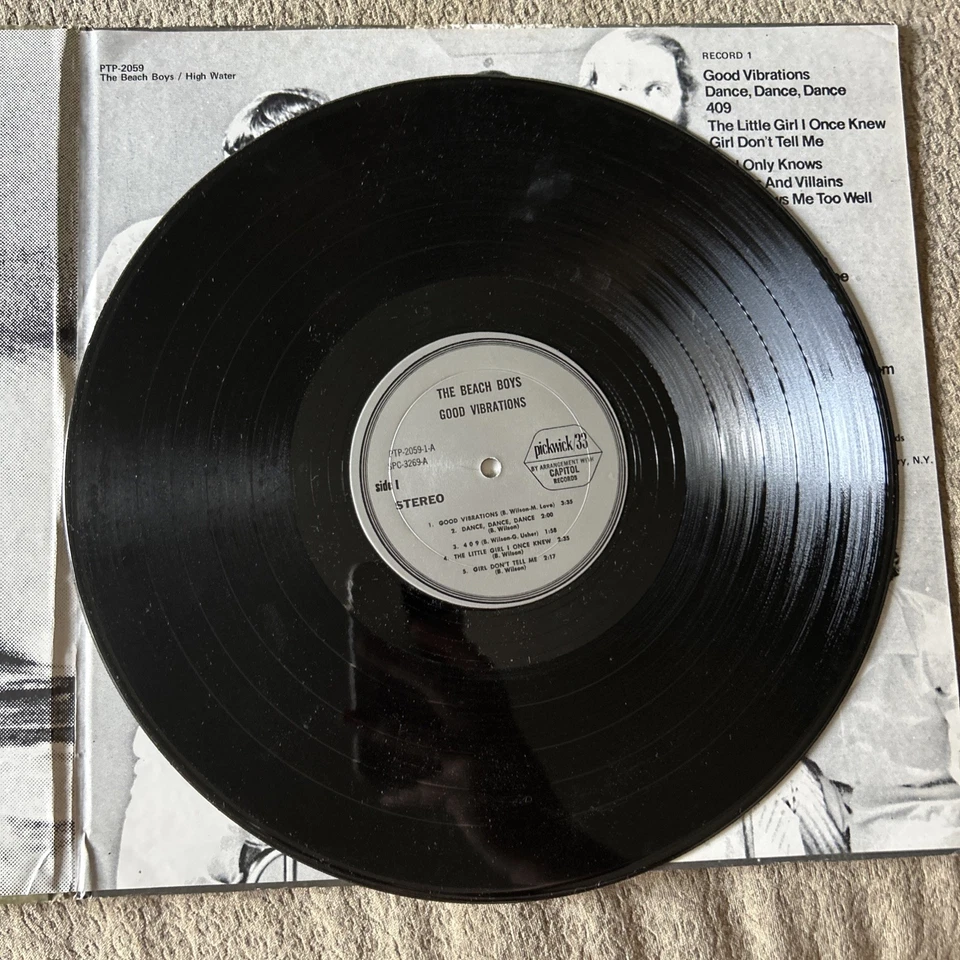 PTP-2059
The Beach Boys / High Water
RECORD 1
Good Vibrations
Dance, Dance, Dance
409
The Little Girl I Once Knew
Girl Don't Tell Me
Only Knows
And Villains
Me Too Well
ry, N.Y.
THE BEACH BOYS
GOOD VIBRATIONS
PTP-2059-1-A
SPC-3269-A
side 1
STEREO
pickwick/33
BY ARRANGEMENT WITH
CAPITOL
RECORDS
1. GOOD VIBRATIONS (B. Wilson-M. Love) 3:35
2. DANCE, DANCE, DANCE 2:00
(B. Wilson)
3. 4 0 9 (B. Wilson-G. Usher) 1:58
4. THE LITTLE GIRL I ONCE KNEW 2:35
(B. Wilson)
5. GIRL DON'T TELL ME 2:17
(B. Wilson)